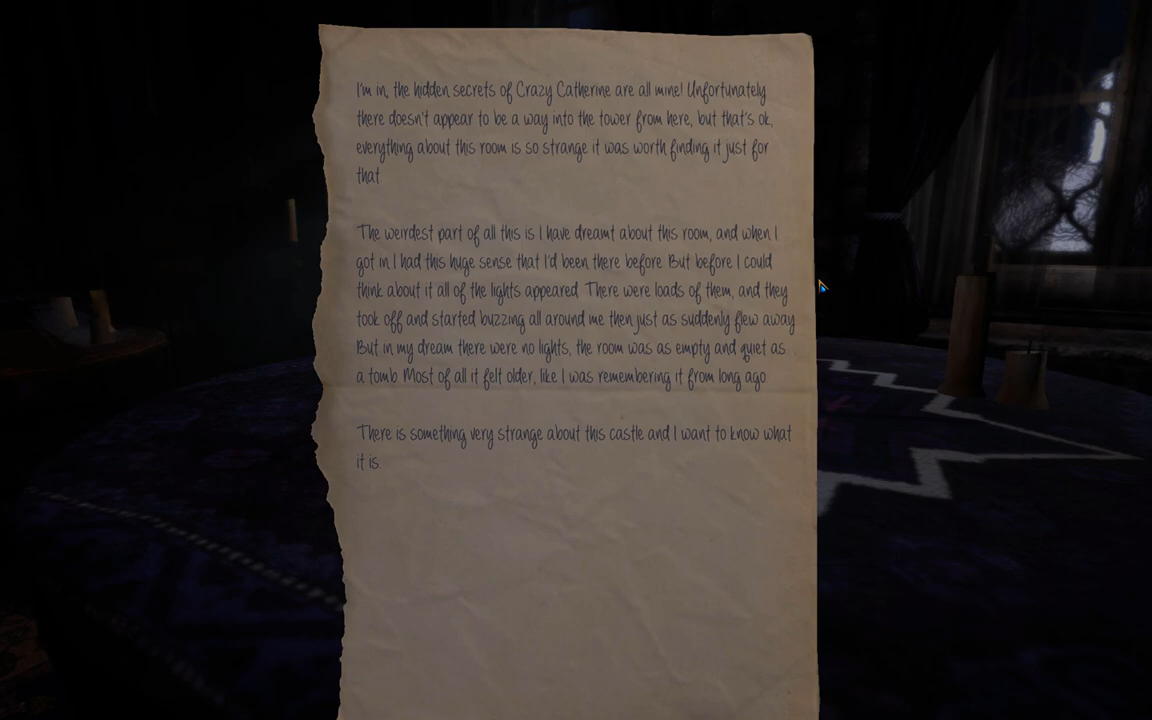 I'm in, the hidden secrets of Crazy Catherine are all mine! Unfortunately
there doesn't appear to be a way into the tower from here, but that's ok,
everything about this room is so strange it was worth finding it just for
that
The weirdest part of all this is I have dreamt about this room, and when I
got in I had this huge sense that I'd been there before But before I could
think about it all of the lights appeared There were loads of them, and they
took off and started buzzing all around me then just as suddenly flew away
But in my dream there were no lights, the room was as empty and quiet as
a tomb Most of all it felt older, like I was remembering it from long ago
There is something very strange about this castle and I want to know what
it is.